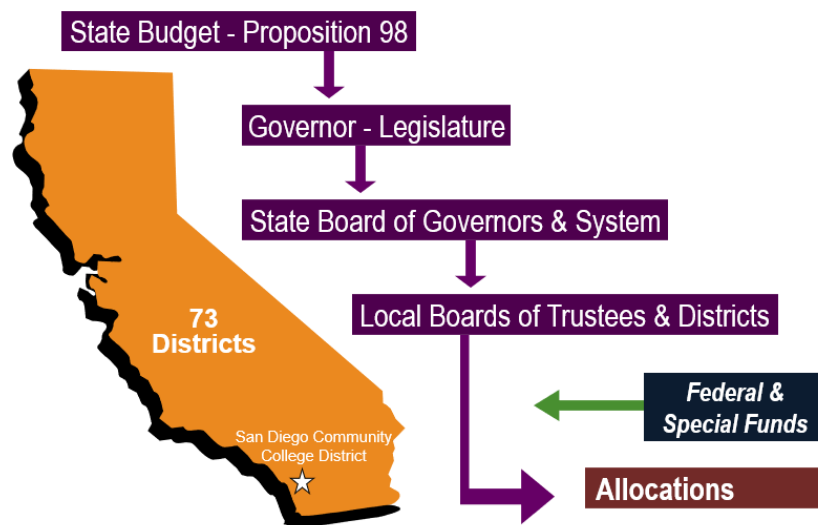 State Budget - Proposition 98
Governor - Legislature
State Board of Governors & System
Local Boards of Trustees & Districts
73
Districts
Federal &
Special Funds
San Diego Community
College District
Allocations